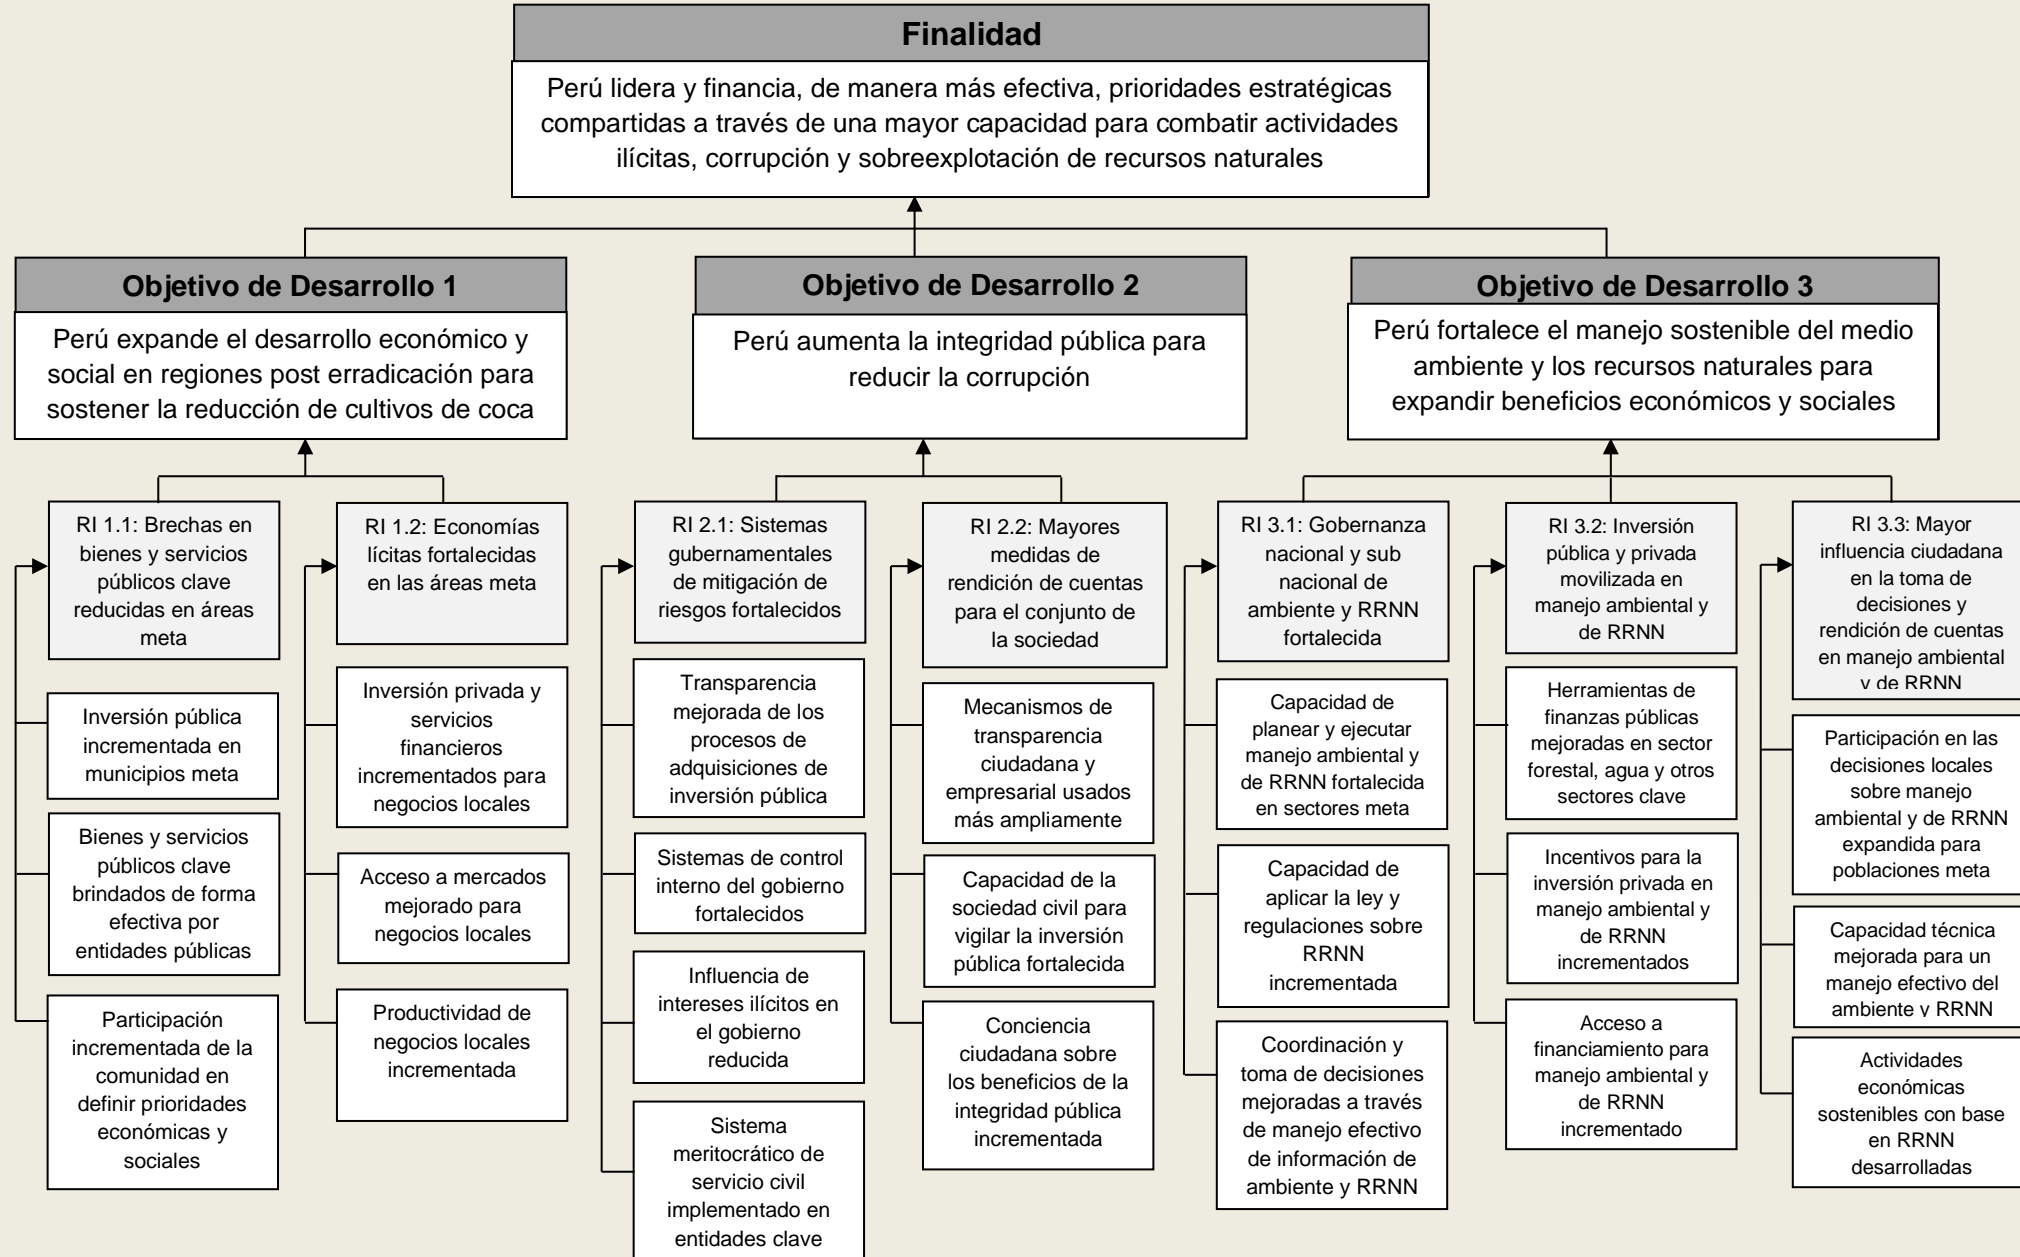 Finalidad
Perú lidera y financia, de manera más efectiva, prioridades estratégicas
compartidas a través de una mayor capacidad para combatir actividades
ilícitas, corrupción y sobreexplotación de recursos naturales
Objetivo de Desarrollo 1
Perú expande el desarrollo económico y
social en regiones post erradicación para
sostener la reducción de cultivos de coca
Objetivo de Desarrollo 2
Perú aumenta la integridad pública para
reducir la corrupción
Objetivo de Desarrollo 3
Perú fortalece el manejo sostenible del medio
ambiente y los recursos naturales para
expandir beneficios económicos y sociales
RI 1.1: Brechas en
bienes y servicios
públicos clave
reducidas en áreas
meta
Inversión pública
incrementada en
municipios meta
Bienes y servicios
públicos clave
brindados de forma
efectiva por
entidades públicas
Participación
incrementada de la
comunidad en
definir prioridades
económicas y
sociales
RI 1.2: Economías
lícitas fortalecidas
en las áreas meta
Inversión privada y
servicios
financieros
incrementados para
negocios locales
Acceso a mercados
mejorado para
negocios locales
Productividad de
negocios locales
incrementada
RI 2.1: Sistemas
gubernamentales
de mitigación de
riesgos fortalecidos
Transparencia
mejorada de los
procesos de
adquisiciones de
inversión pública
Sistemas de control
interno del gobierno
fortalecidos
Influencia de
intereses ilícitos en
el gobierno
reducida
Sistema
meritocrático de
servicio civil
implementado en
entidades clave
RI 2.2: Mayores
medidas de
rendición de cuentas
para el conjunto de
la sociedad
Mecanismos de
transparencia
ciudadana y
empresarial usados
más ampliamente
Capacidad de la
sociedad civil para
vigilar la inversión
pública fortalecida
Conciencia
ciudadana sobre
los beneficios de la
integridad pública
incrementada
RI 3.1: Gobernanza
nacional y sub
nacional de
ambiente y RRNN
fortalecida
Capacidad de
planear y ejecutar
manejo ambiental y
de RRNN fortalecida
en sectores meta
Capacidad de
aplicar la ley y
regulaciones sobre
RRNN
incrementada
Coordinación y
toma de decisiones
mejoradas a través
de manejo efectivo
de información de
ambiente y RRNN
RI 3.2: Inversión
pública y privada
movilizada en
manejo ambiental y
de RRNN
Herramientas de
finanzas públicas
mejoradas en sector
forestal, agua y otros
sectores clave
Incentivos para la
inversión privada en
manejo ambiental y
de RRNN
incrementados
Acceso a
financiamiento para
manejo ambiental y
de RRNN
incrementado
RI 3.3: Mayor
influencia ciudadana
en la toma de
decisiones y
rendición de cuentas
en manejo ambiental
y de RRNN
Participación en las
decisiones locales
sobre manejo
ambiental y de RRNN
expandida para
poblaciones meta
Capacidad técnica
mejorada para un
manejo efectivo del
ambiente y RRNN
Actividades
económicas
sostenibles con base
en RRNN
desarrolladas